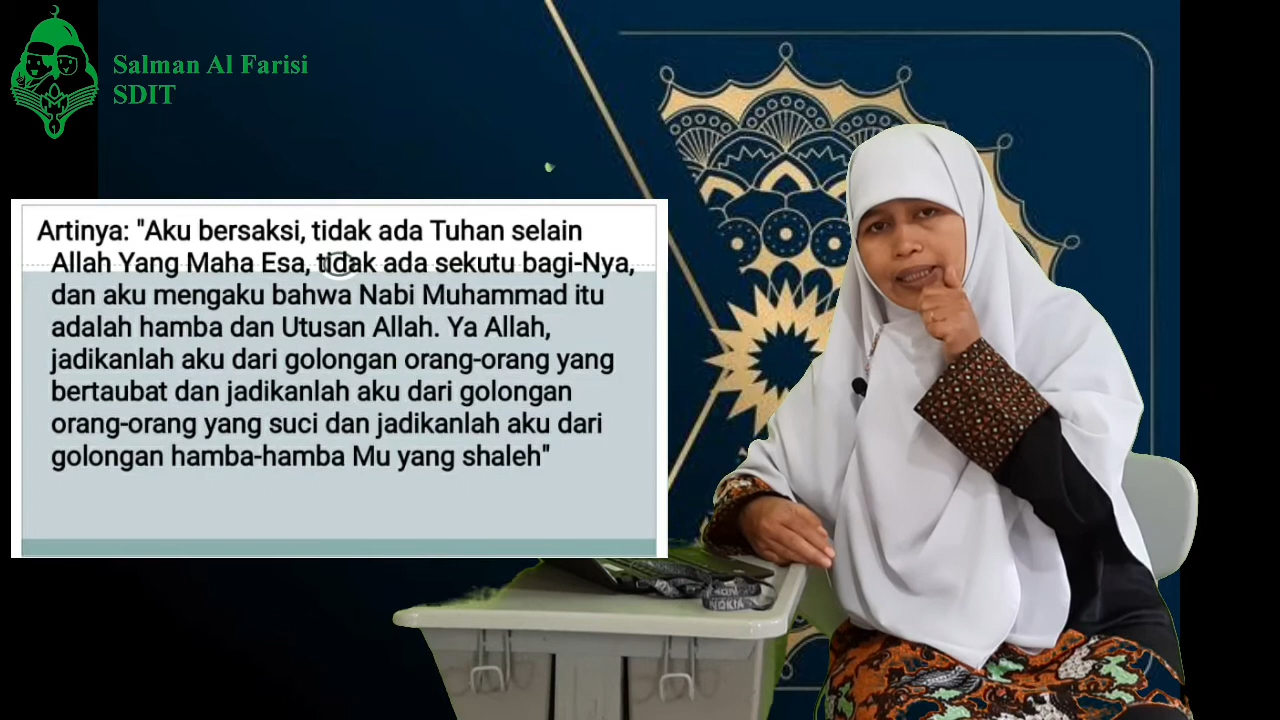 Salman Al Farisi
SDIT
Artinya: "Aku bersaksi, tidak ada Tuhan selain
Allah Yang Maha Esa, tidak ada sekutu bagi-Nya,
dan aku mengaku bahwa Nabi Muhammad itu
adalah hamba dan Utusan Allah. Ya Allah,
jadikanlah aku dari golongan orang-orang yang
bertaubat dan jadikanlah aku dari golongan
orang-orang yang suci dan jadikanlah aku dari
golongan hamba-hamba Mu yang shaleh"
NOKIA